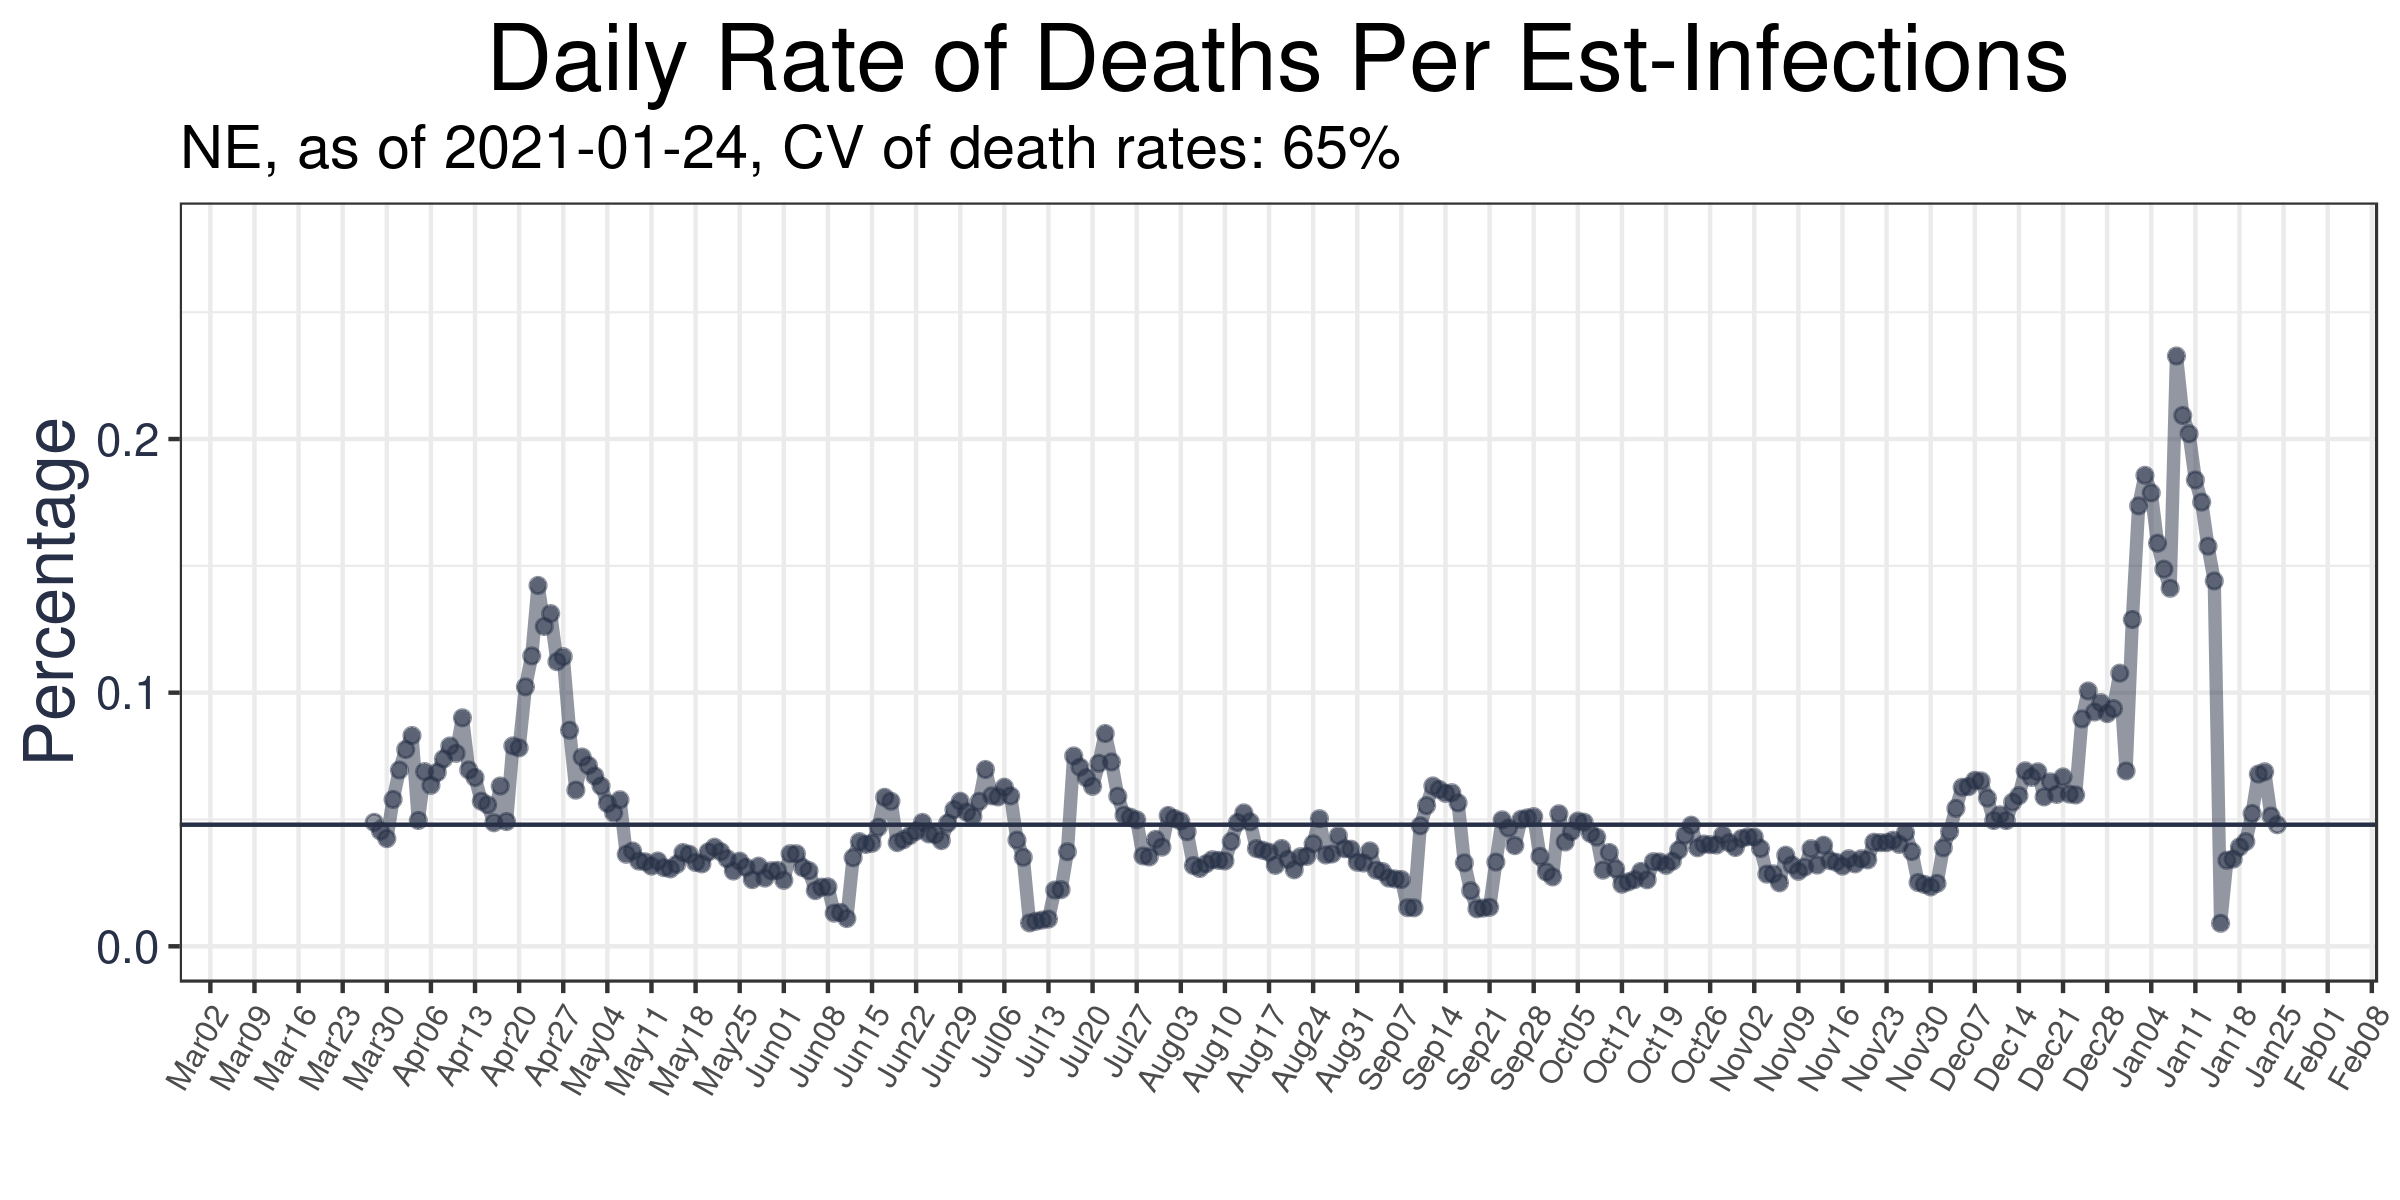 Daily Rate of Deaths Per Est-Infections
NE, as of 2021-01-24, CV of death rates: 65%
Percentage
0.2
0.1
0.0
Mar02
Mar09
Mar16
Mar23
Mar30
Apr06
Apr13
Apr20
Apr27
May04
May11
May18
May25
Jun01
Jun08
Jun15
Jun22
Jun29
Jul06
Jul13
Jul20
Jul27
Aug03
Aug10
Aug17
Aug24
Aug31
Sep07
Sep14
Sep21
Sep28
Oct05
Oct12
Oct19
Oct26
Nov02
Nov09
Nov16
Nov23
Nov30
Dec07
Dec14
Dec21
Dec28
Jan04
Jan11
Jan18
Jan25
Feb01
Feb08